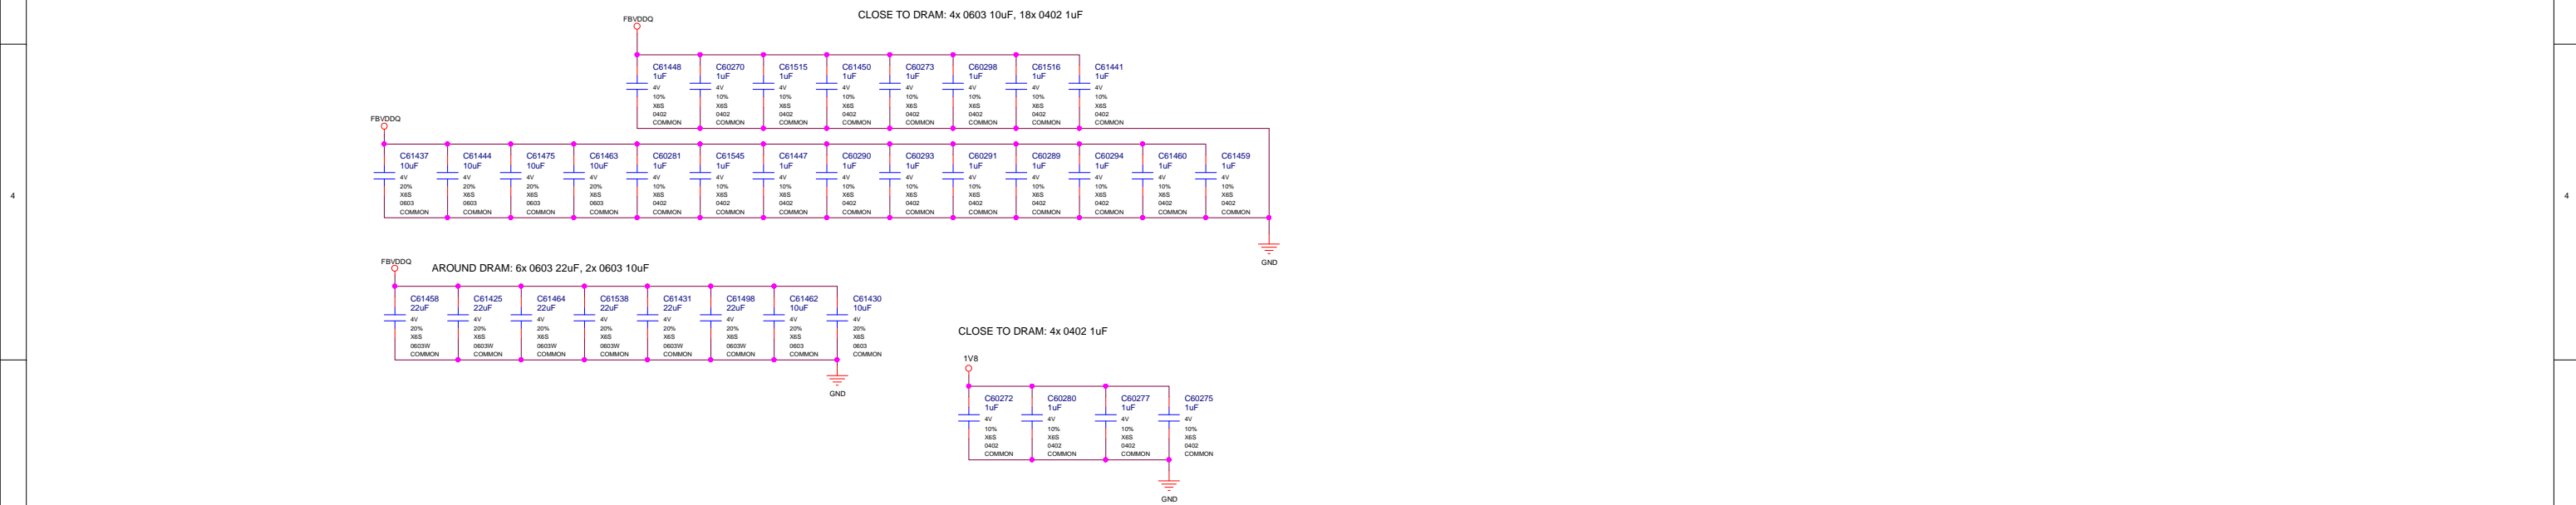 CLOSE TO DRAM: 4x 0603 10uF, 18x 0402 1uF
FBVDDQ
C61448 C60270 C61515 C61450 C60273 C60298 C61516 C61441
1uF 1uF 1uF 1uF 1uF 1uF 1uF 1uF
4V 4V 4V 4V 4V 4V 4V 4V
10% 10% 10% 10% 10% 10% 10% 10%
X6S X6S X6S X6S X6S X6S X6S X6S
0402 0402 0402 0402 0402 0402 0402 0402
COMMON COMMON COMMON COMMON COMMON COMMON COMMON COMMON
FBVDDQ
C61437 C61444 C61475 C61463 C60281 C61545 C61447 C60290 C60293 C60291 C60289 C60294 C61460 C61459
10uF 10uF 10uF 10uF 1uF 1uF 1uF 1uF 1uF 1uF 1uF 1uF 1uF 1uF
4V 4V 4V 4V 4V 4V 4V 4V 4V 4V 4V 4V 4V 4V
20% 20% 20% 20% 10% 10% 10% 10% 10% 10% 10% 10% 10% 10%
X6S X6S X6S X6S X6S X6S X6S X6S X6S X6S X6S X6S X6S X6S
0603 0603 0603 0603 0402 0402 0402 0402 0402 0402 0402 0402 0402 0402
COMMON COMMON COMMON COMMON COMMON COMMON COMMON COMMON COMMON COMMON COMMON COMMON COMMON COMMON
4 4
GND
FBVDDQ
AROUND DRAM: 6x 0603 22uF, 2x 0603 10uF
C61458 C61425 C61464 C61538 C61431 C61498 C61462 C61430
22uF 22uF 22uF 22uF 22uF 22uF 10uF 10uF
4V 4V 4V 4V 4V 4V 4V 4V
20% 20% 20% 20% 20% 20% 20% 20%
X6S X6S X6S X6S X6S X6S X6S X6S
0603W 0603W 0603W 0603W 0603W 0603W 0603 0603
COMMON COMMON COMMON COMMON COMMON COMMON COMMON COMMON
GND
CLOSE TO DRAM: 4x 0402 1uF
1V8
C60272 C60280 C60277 C60275
1uF 1uF 1uF 1uF
4V 4V 4V 4V
10% 10% 10% 10%
X6S X6S X6S X6S
0402 0402 0402 0402
COMMON COMMON COMMON COMMON
GND